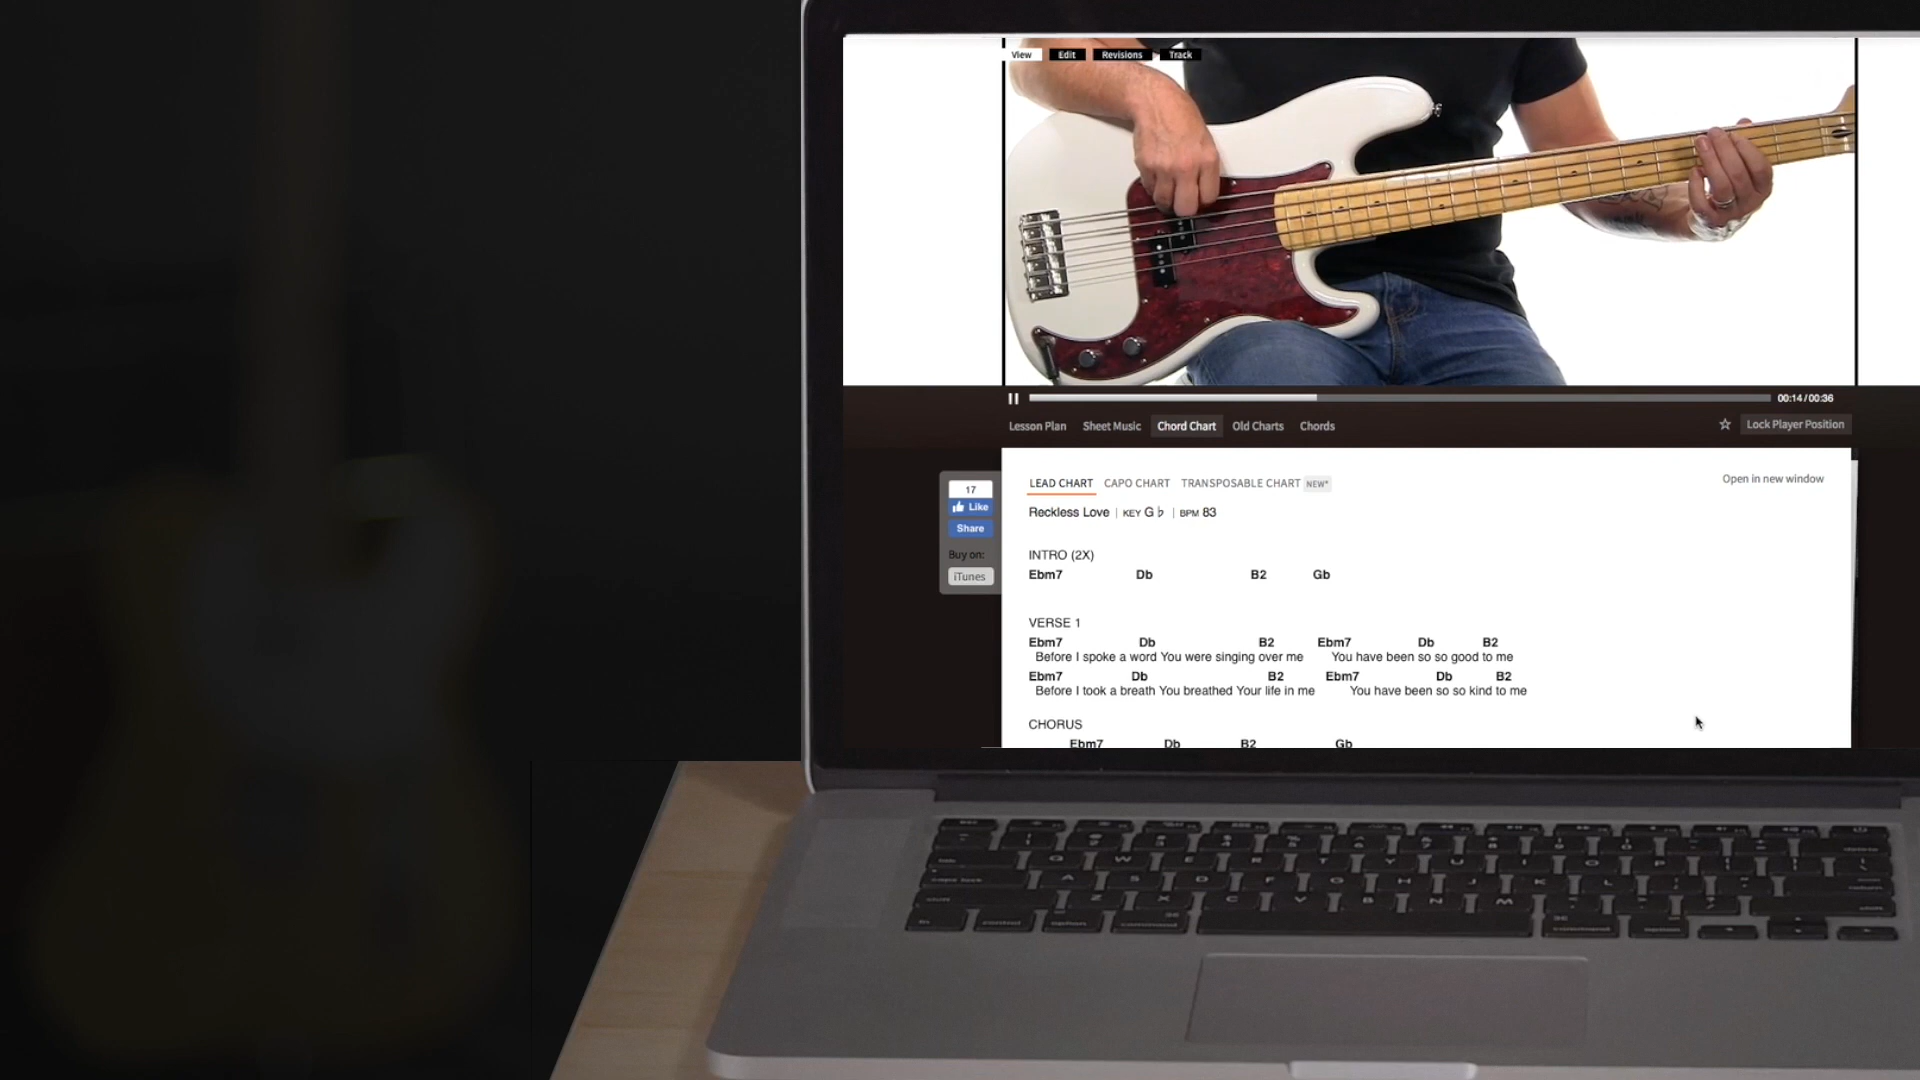 View Edit Revisions Track
00:14/00:36
Lesson Plan Sheet Music Chord Chart Old Charts Chords
Lock Player Position
17
Like
Share
Buy on:
iTunes
LEAD CHART CAPO CHART TRANSPOSABLE CHART NEW*
Open in new window
Reckless Love | KEY G♭ | BPM 83
INTRO (2X)
Ebm7 Db B2 Gb
VERSE 1
Ebm7 Db B2 Ebm7 Db B2
Before I spoke a word You were singing over me You have been so so good to me
Ebm7 Db B2 Ebm7 Db B2
Before I took a breath You breathed Your life in me You have been so so kind to me
CHORUS
Ebm7 Db B2 Gb
Q W E R T Y U I O P
A S D F G H J K L
Z X C V B N M
control option command command option